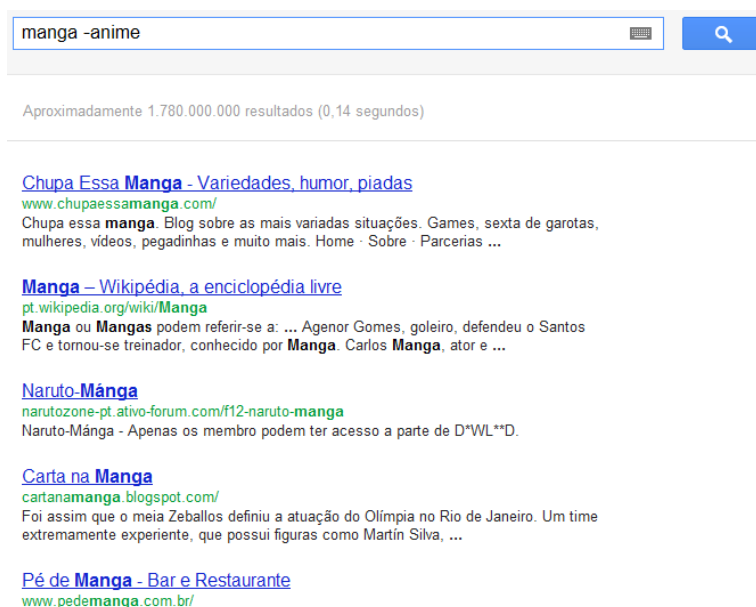 manga -anime
Aproximadamente 1.780.000.000 resultados (0,14 segundos)
Chupa Essa Manga - Variedades, humor, piadas
www.chupaessamanga.com/
Chupa essa manga. Blog sobre as mais variadas situações. Games, sexta de garotas,
mulheres, vídeos, pegadinhas e muito mais. Home · Sobre · Parcerias ...
Manga – Wikipédia, a enciclopédia livre
pt.wikipedia.org/wiki/Manga
Manga ou Mangas podem referir-se a: ... Agenor Gomes, goleiro, defendeu o Santos
FC e tornou-se treinador, conhecido por Manga. Carlos Manga, ator e ...
Naruto-Mánga
narutozone-pt.ativo-forum.com/f12-naruto-manga
Naruto-Mánga - Apenas os membro podem ter acesso a parte de D*WL**D.
Carta na Manga
cartanamanga.blogspot.com/
Foi assim que o meia Zeballos definiu a atuação do Olímpia no Rio de Janeiro. Um time
extremamente experiente, que possui figuras como Martín Silva, ...
Pé de Manga - Bar e Restaurante
www.pedemanga.com.br/